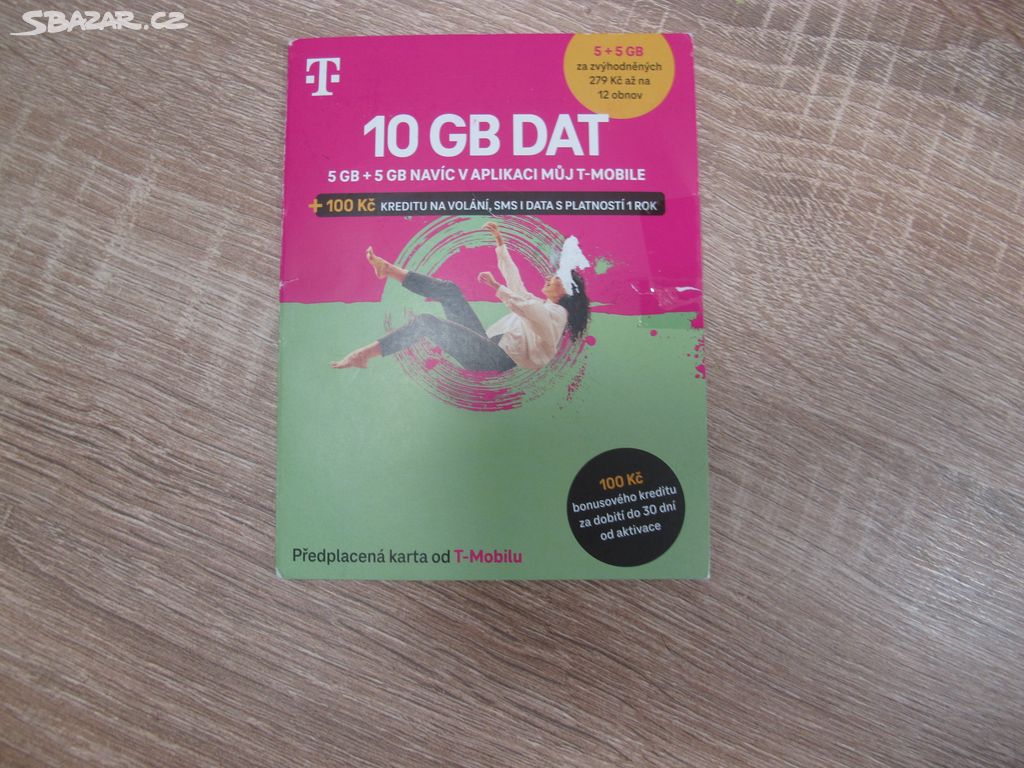 SBAZAR.CZ
T
5 + 5 GB
za zvýhodněných
279 Kč až na
12 obnov
10 GB DAT
5 GB + 5 GB NAVÍC V APLIKACI MŮJ T-MOBILE
+ 100 Kč KREDITU NA VOLÁNÍ, SMS I DATA S PLATNOSTÍ 1 ROK
100 Kč
bonusového kreditu
za dobití do 30 dní
od aktivace
Předplacená karta od T-Mobilu